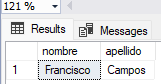 121 %
Results Messages
nombre apellido
1 Francisco Campos